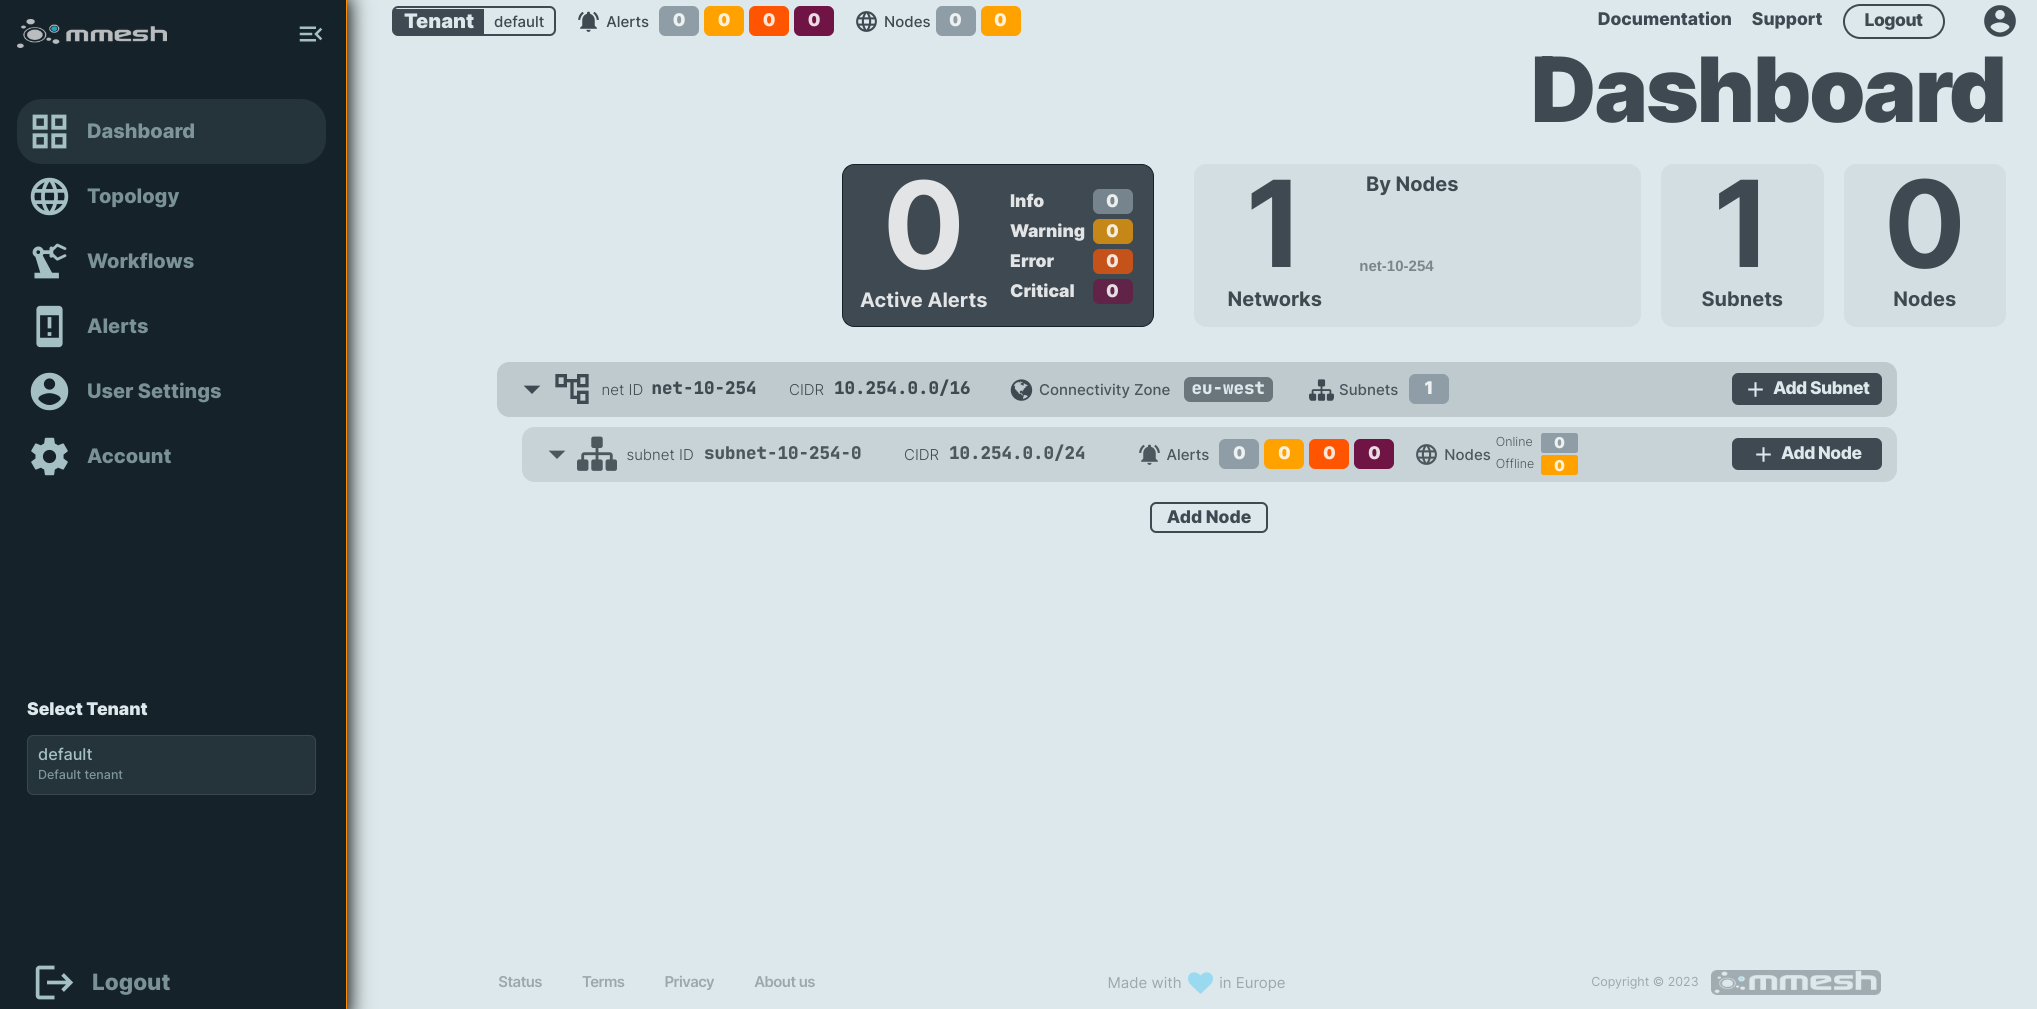 mmesh
Tenant default Alerts 0 0 0 0 Nodes 0 0
Documentation Support Logout
Dashboard
Dashboard
Topology
Workflows
Alerts
User Settings
Account
Select Tenant
default
Default tenant
Logout
0
Active Alerts
Info 0
Warning 0
Error 0
Critical 0
1
Networks
By Nodes
net-10-254
1
Subnets
0
Nodes
net ID net-10-254 CIDR 10.254.0.0/16 Connectivity Zone eu-west Subnets 1 + Add Subnet
subnet ID subnet-10-254-0 CIDR 10.254.0.0/24 Alerts 0 0 0 0 Nodes Online 0 Offline 0 + Add Node
Add Node
Status Terms Privacy About us Made with in Europe Copyright © 2023 mmesh